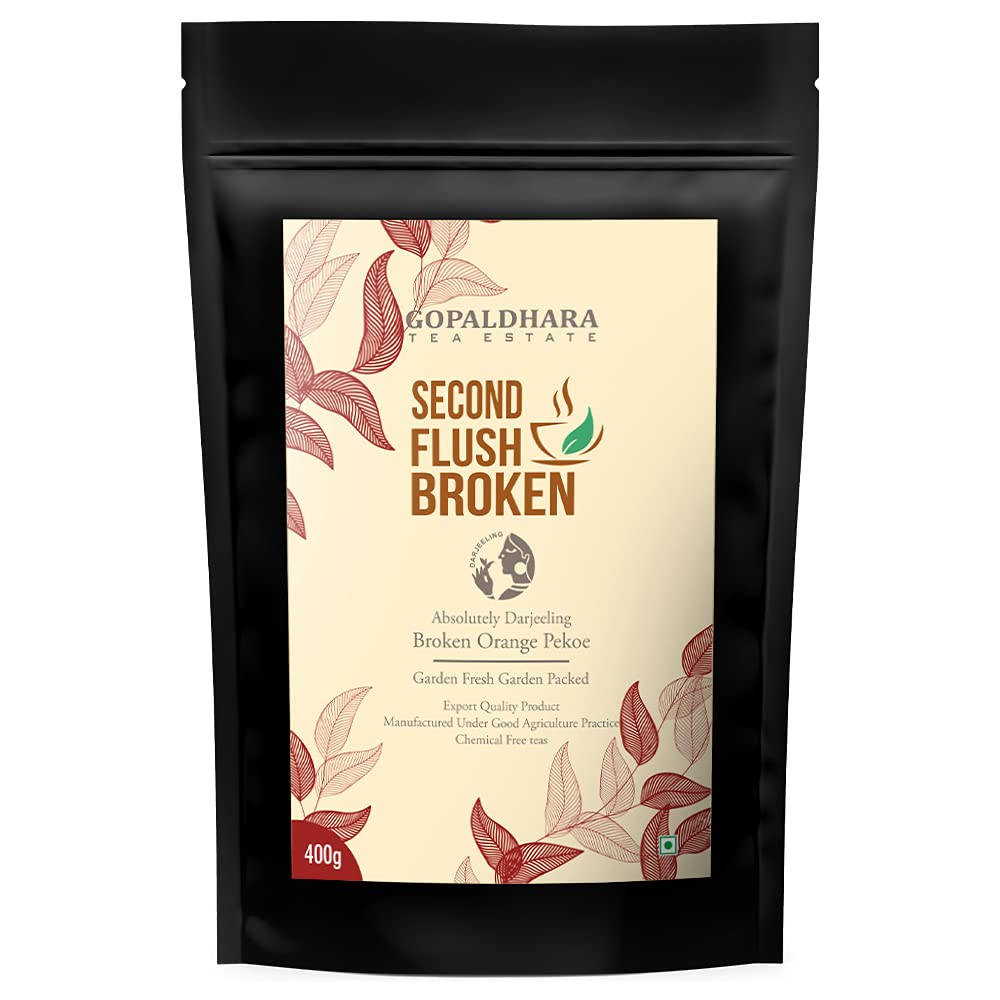 GOPALDHARA
TEA ESTATE
SECOND
FLUSH
BROKEN
DARJEELING
Absolutely Darjeeling
Broken Orange Pekoe
Garden Fresh Garden Packed
Export Quality Product
Manufactured Under Good Agriculture Practice
Chemical Free teas
400g